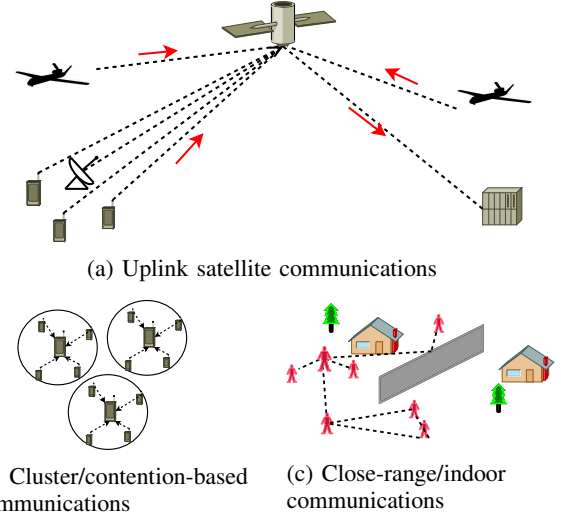 (a) Uplink satellite communications
Cluster/contention-based
(c) Close-range/indoor
communications